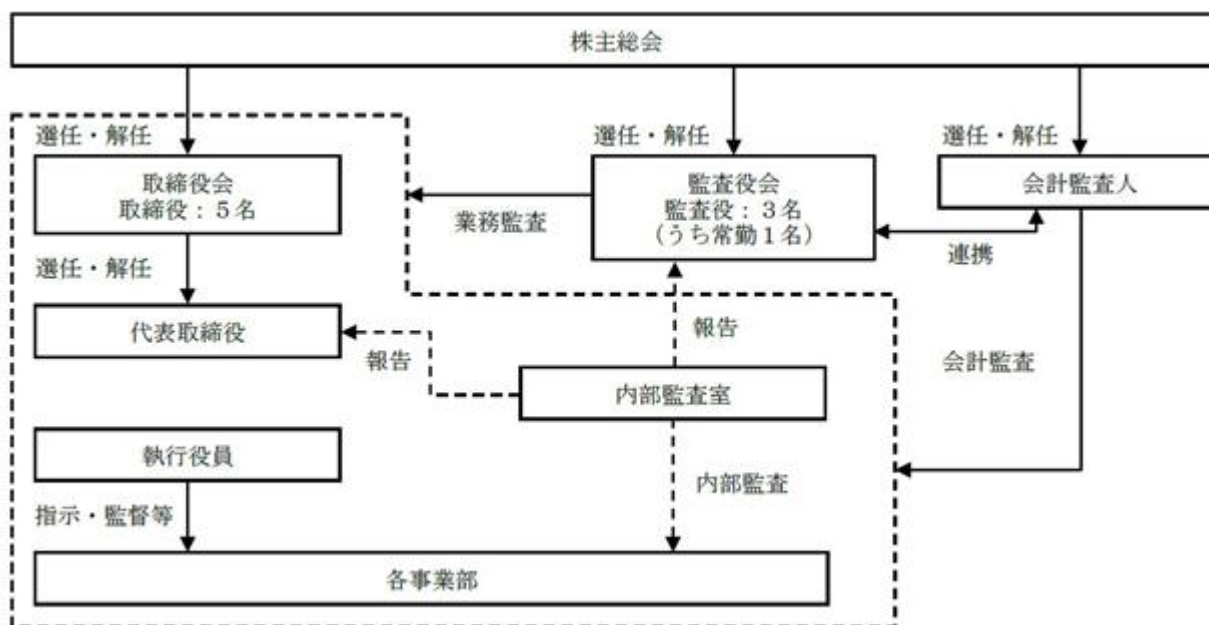 株主総会
選任・解任
選任・解任
選任・解任
取締役会
取締役：５名
監査役会
監査役：３名
（うち常勤１名）
会計監査人
業務監査
連携
選任・解任
代表取締役
報告
報告
会計監査
内部監査室
執行役員
内部監査
指示・監督等
各事業部